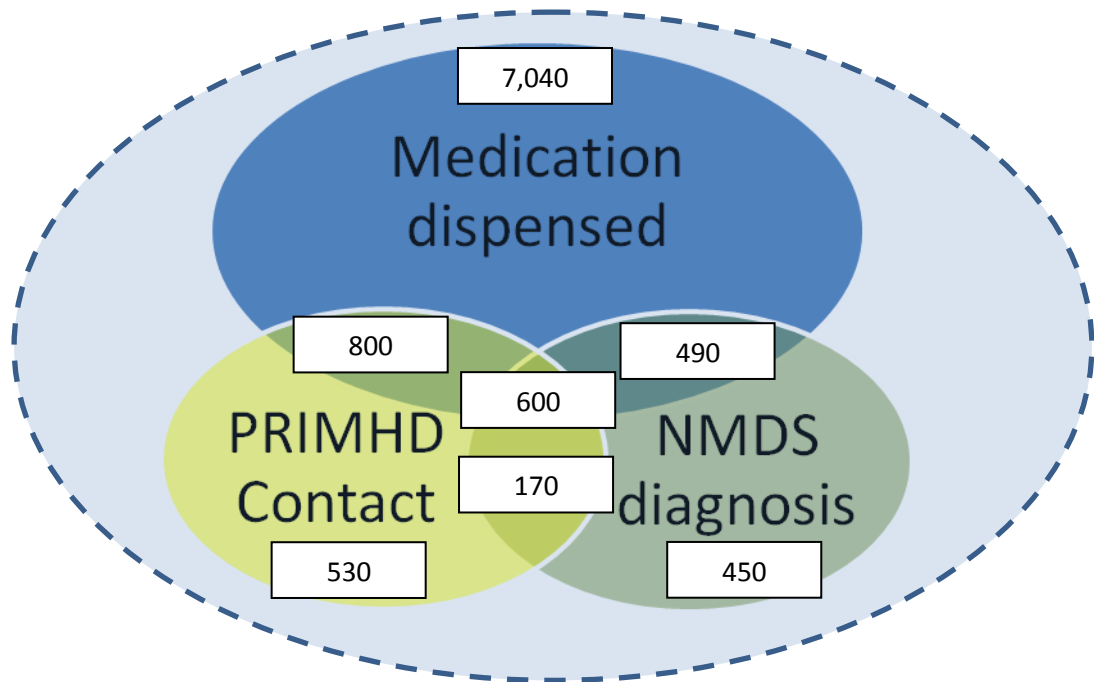 7,040
Medication
dispensed
800
490
600
PRIMHD
Contact
NMDS
diagnosis
170
530
450